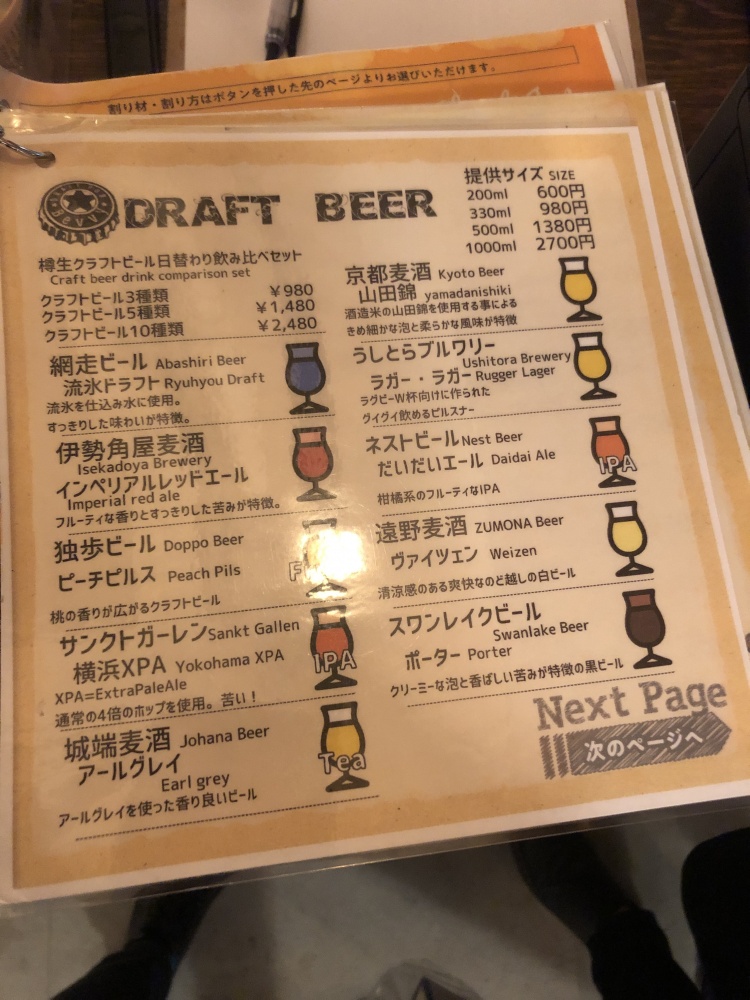 割り材・割り方はボタンを押した先のページよりお選びいただけます。
DRAFT BEER
提供サイズ SIZE
200ml 600円
330ml 980円
500ml 1380円
1000ml 2700円
樽生クラフトビール日替わり飲み比べセット
Craft beer drink comparison set
クラフトビール3種類 ￥980
クラフトビール5種類 ￥1,480
クラフトビール10種類 ￥2,480
網走ビール Abashiri Beer
流氷ドラフト Ryuhyou Draft
流氷を仕込み水に使用。
すっきりした味わいが特徴。
伊勢角屋麦酒
Isekadoya Brewery
インペリアルレッドエール
Imperial red ale
フルーティな香りとすっきりした苦みが特徴。
独歩ビール Doppo Beer
ピーチピルス Peach Pils
桃の香りが広がるクラフトビール
サンクトガーレン Sankt Gallen
横浜XPA Yokohama XPA
XPA=ExtraPaleAle
通常の4倍のホップを使用。苦い！
IPA
城端麦酒 Johana Beer
アールグレイ
Earl grey
アールグレイを使った香り良いビール
Tea
京都麦酒 Kyoto Beer
山田錦 yamadanishiki
酒造米の山田錦を使用する事による
きめ細かな泡と柔らかな風味が特徴
うしとらブルワリー
Ushitora Brewery
ラガー・ラガー Rugger Lager
ラグビーW杯向けに作られた
グイグイ飲めるピルスナー
ネストビール Nest Beer
だいだいエール Daidai Ale
柑橘系のフルーティなIPA
IPA
遠野麦酒 ZUMONA Beer
ヴァイツェン Weizen
清涼感のある爽快なのど越しの白ビール
スワンレイクビール
Swanlake Beer
ポーター Porter
クリーミーな泡と香ばしい苦みが特徴の黒ビール
Next Page
次のページへ